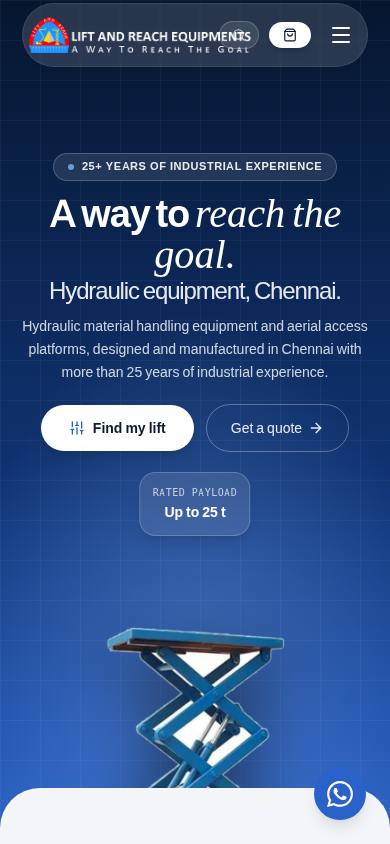 LIFT AND REACH EQUIPMENTS
A WAY TO REACH THE GOAL
25+ YEARS OF INDUSTRIAL EXPERIENCE
A way to reach the
goal.
Hydraulic equipment, Chennai.
Hydraulic material handling equipment and aerial access
platforms, designed and manufactured in Chennai with
more than 25 years of industrial experience.
Find my lift
Get a quote
RATED PAYLOAD
Up to 25 t